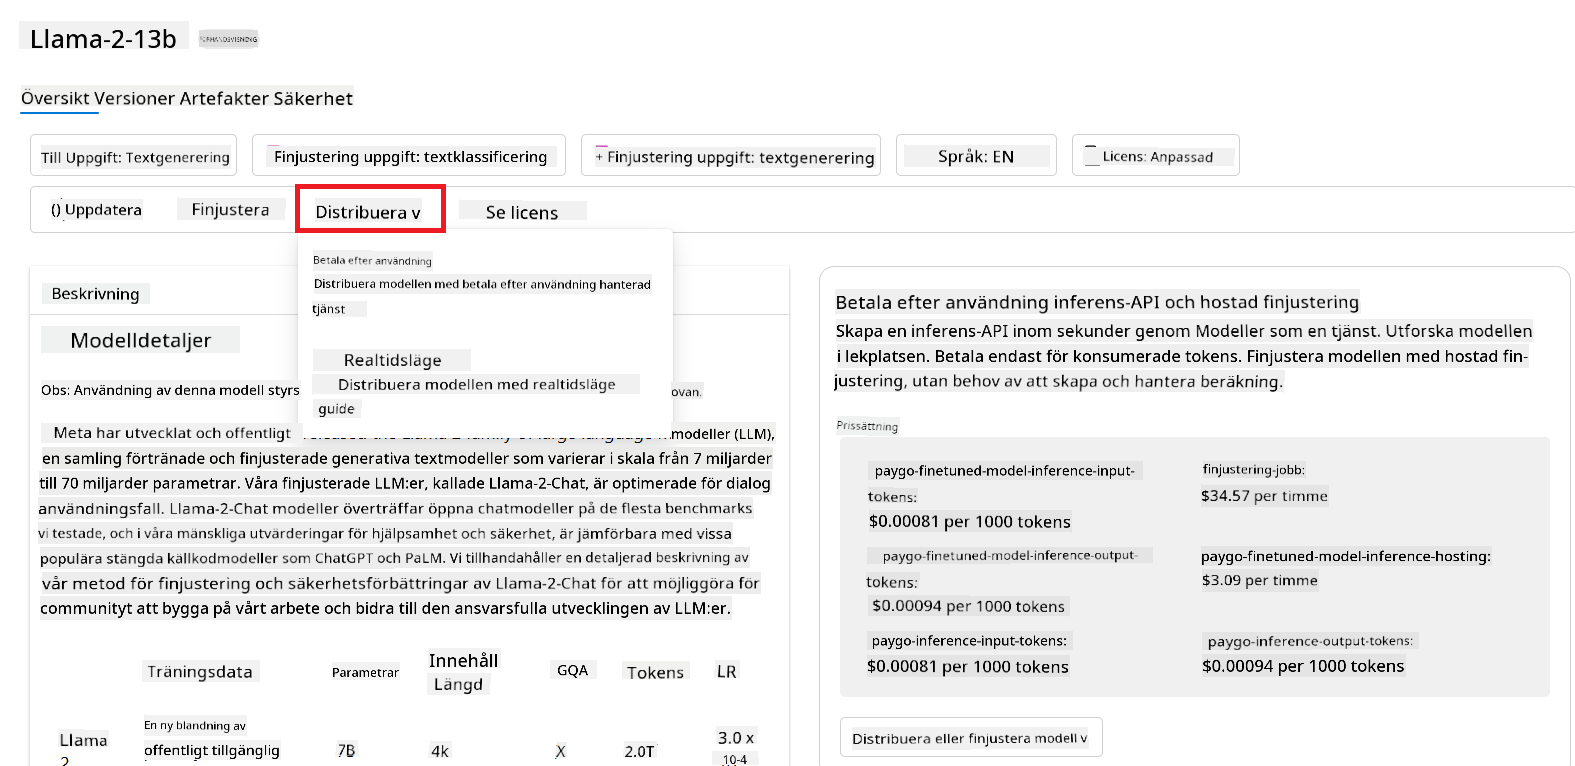 Llama-2-13b FÖRHANDSVISNING
Översikt Versioner Artefakter Säkerhet
Till Uppgift: Textgenerering
Finjustering uppgift: textklassificering
+ Finjustering uppgift: textgenerering
Språk: EN
Licens: Anpassad
() Uppdatera
Finjustera
Distribuera v
Se licens
Betala efter användning
Distribuera modellen med betala efter användning hanterad
tjänst
Realtidsläge
Distribuera modellen med realtidsläge
guide
Beskrivning
Modelldetaljer
Obs: Användning av denna modell styrs
ovan.
Meta har utvecklat och offentligt released the Llama 2 family of large language modeller (LLM),
en samling förtränade och finjusterade generativa textmodeller som varierar i skala från 7 miljarder
till 70 miljarder parametrar. Våra finjusterade LLM:er, kallade Llama-2-Chat, är optimerade för dialog
användningsfall. Llama-2-Chat modeller överträffar öppna chatmodeller på de flesta benchmarks
vi testade, och i våra mänskliga utvärderingar för hjälpsamhet och säkerhet, är jämförbara med vissa
populära stängda källkodmodeller som ChatGPT och PaLM. Vi tillhandahåller en detaljerad beskrivning av
vår metod för finjustering och säkerhetsförbättringar av Llama-2-Chat för att möjliggöra för
communityt att bygga på vårt arbete och bidra till den ansvarsfulla utvecklingen av LLM:er.
Träningsdata
Parametrar
Innehåll
Längd
GQA
Tokens
LR
Llama
2
En ny blandning av
offentligt tillgänglig
7B
4k
X
2.0T
3.0 x
10-4
Betala efter användning inferens-API och hostad finjustering
Skapa en inferens-API inom sekunder genom Modeller som en tjänst. Utforska modellen
i lekplatsen. Betala endast för konsumerade tokens. Finjustera modellen med hostad fin-
justering, utan behov av att skapa och hantera beräkning.
Prissättning
paygo-finetuned-model-inference-input-
tokens:
$0.00081 per 1000 tokens
finjustering-jobb:
$34.57 per timme
paygo-finetuned-model-inference-output-
tokens:
$0.00094 per 1000 tokens
paygo-finetuned-model-inference-hosting:
$3.09 per timme
paygo-inference-input-tokens:
$0.00081 per 1000 tokens
paygo-inference-output-tokens:
$0.00094 per 1000 tokens
Distribuera eller finjustera modell v